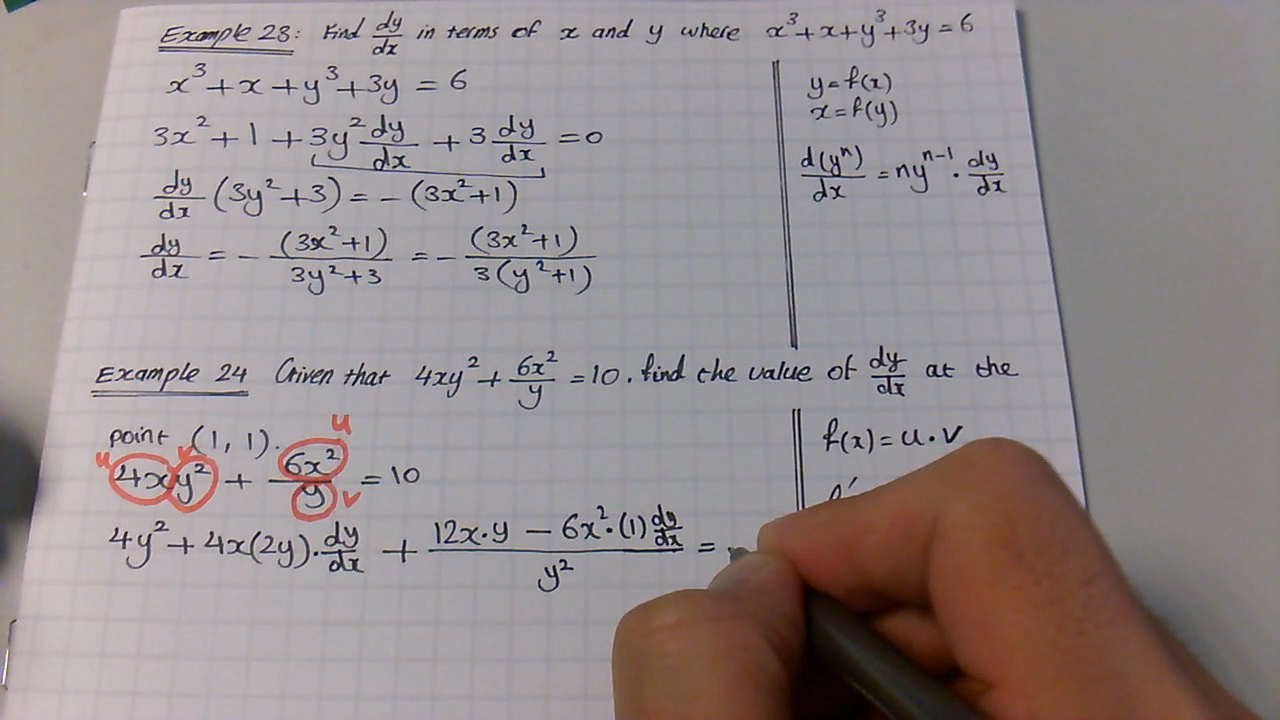 Example 23: Find dy/dx in terms of x and y where x³+x+y³+3y=6
x³+x+y³+3y=6
3x²+1+3y² dy/dx +3 dy/dx =0
dy/dx (3y²+3)=-(3x²+1)
dy/dx = - (3x²+1)/(3y²+3) = - (3x²+1)/(3(y²+1))
y=f(x)
x=f(y)
d(yⁿ)/dx = nyⁿ⁻¹ · dy/dx
Example 24 Given that 4xy²+ 6x²/y =10. find the value of dy/dx at the
point (1, 1).
u v u
4xy² + 6x²/y = 10
v
4y²+4x(2y)· dy/dx + (12x·y - 6x²·(1) dy/dx)/y² =
f(x)=u·v